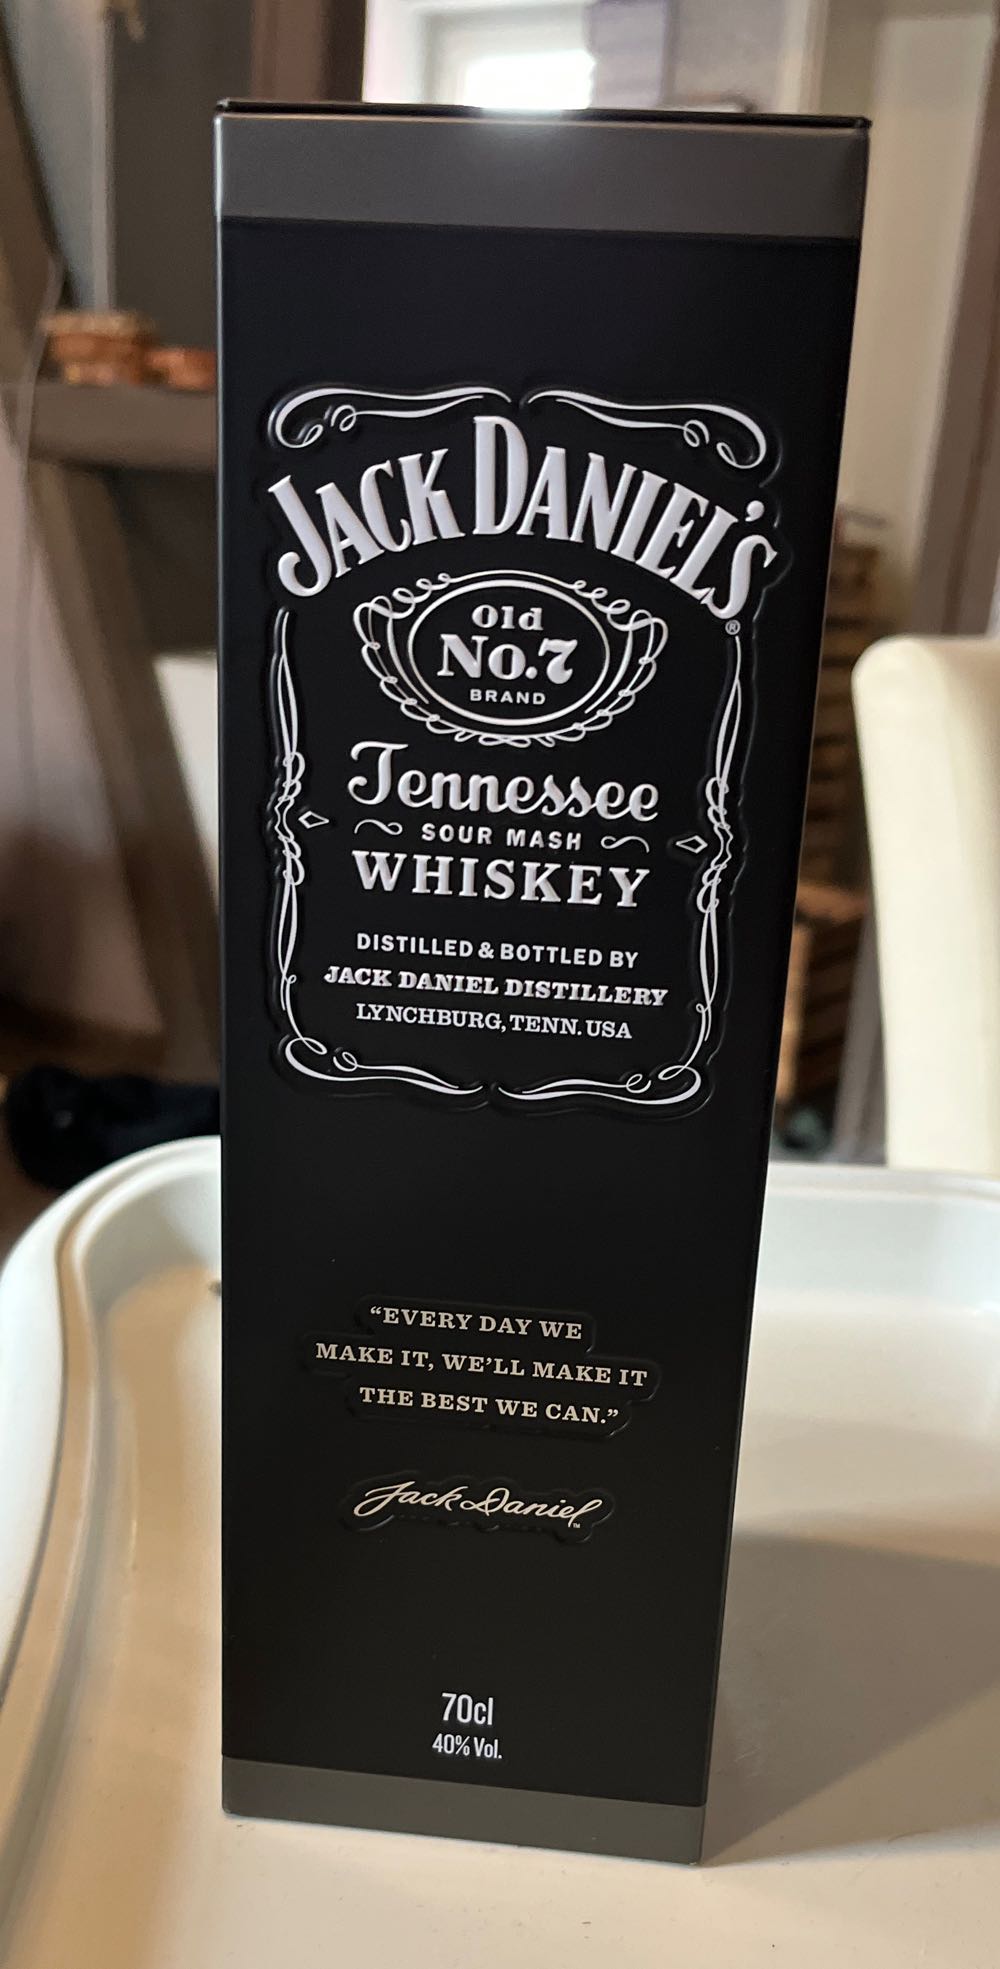 JACK DANIEL'S
®
Old
No.7
BRAND
Tennessee
SOUR MASH
WHISKEY
DISTILLED & BOTTLED BY
JACK DANIEL DISTILLERY
LYNCHBURG, TENN. USA
“EVERY DAY WE
MAKE IT, WE’LL MAKE IT
THE BEST WE CAN.”
Jack Daniel™
70cl
40% Vol.